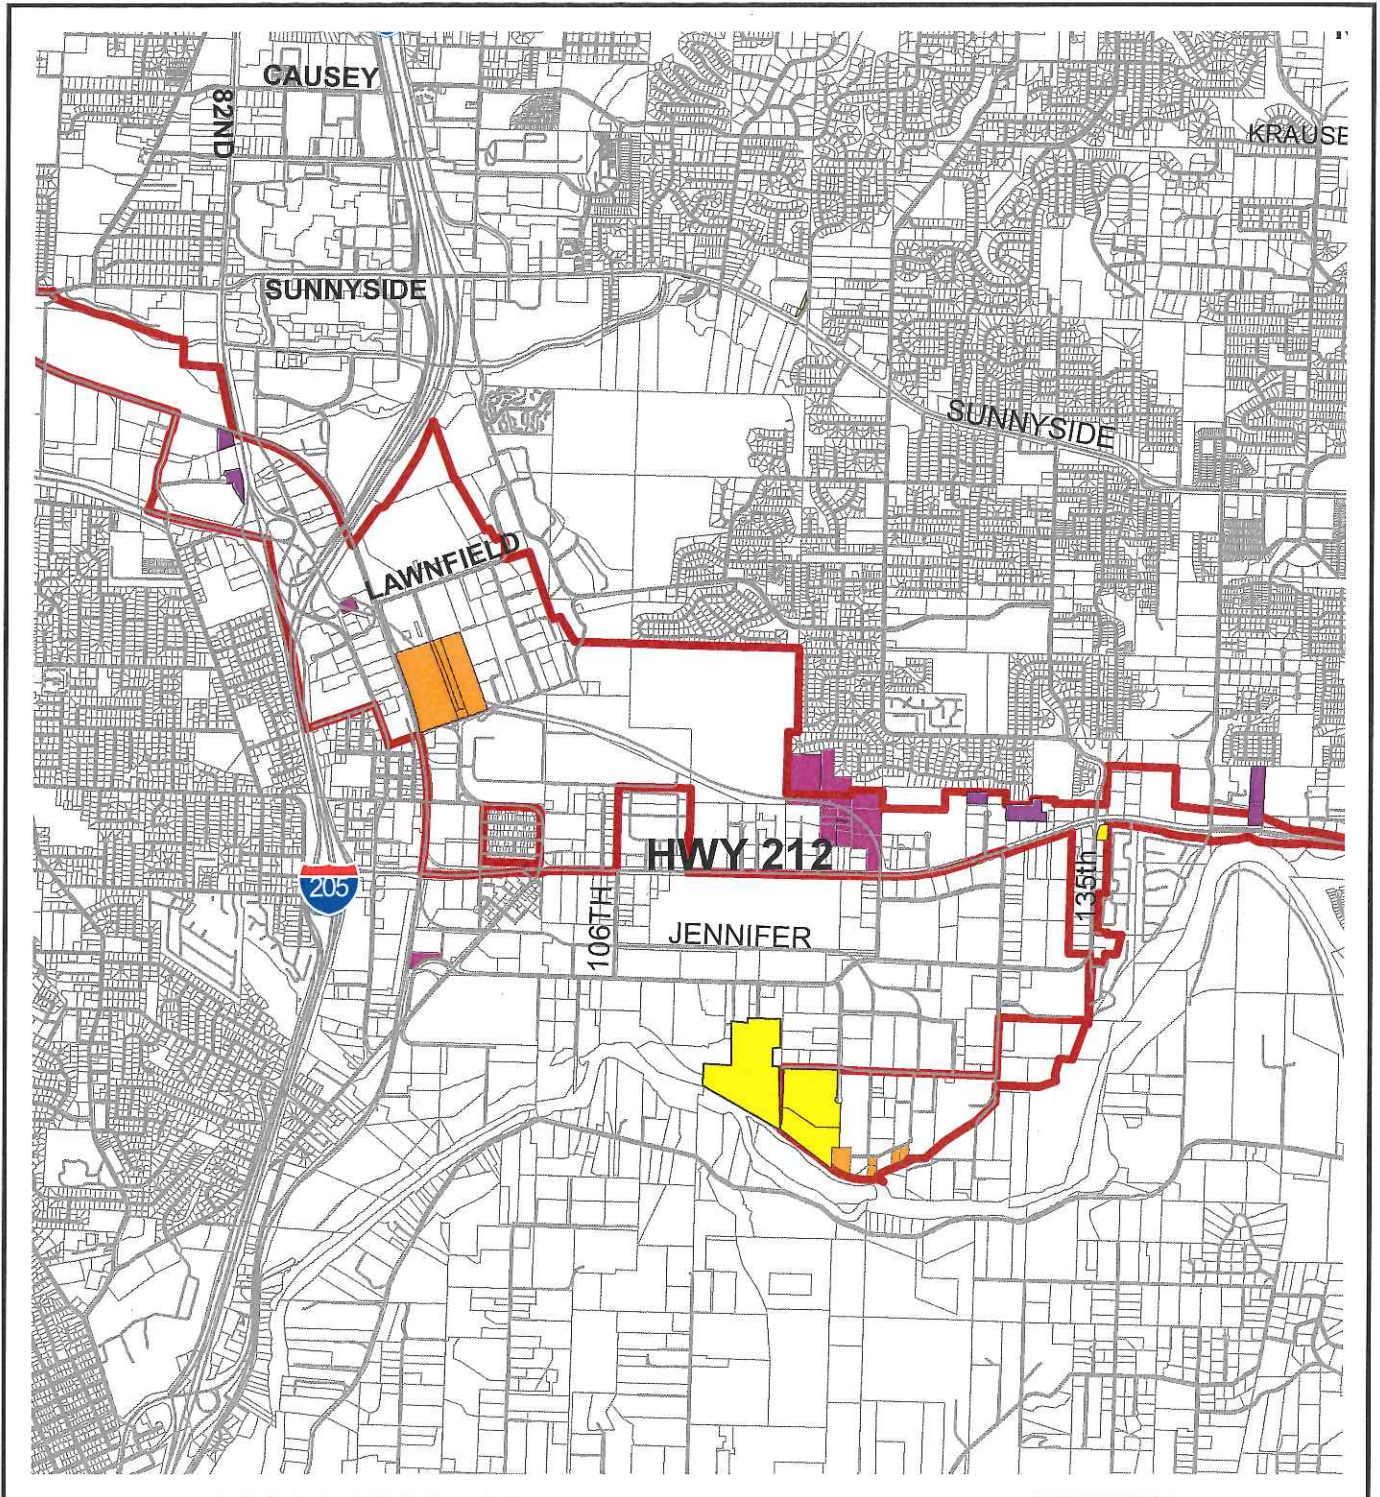 CAUSEY
82ND
KRAUSE
SUNNYSIDE
SUNNYSIDE
LAWNFIELD
HWY 212
205
135th
106TH
JENNIFER